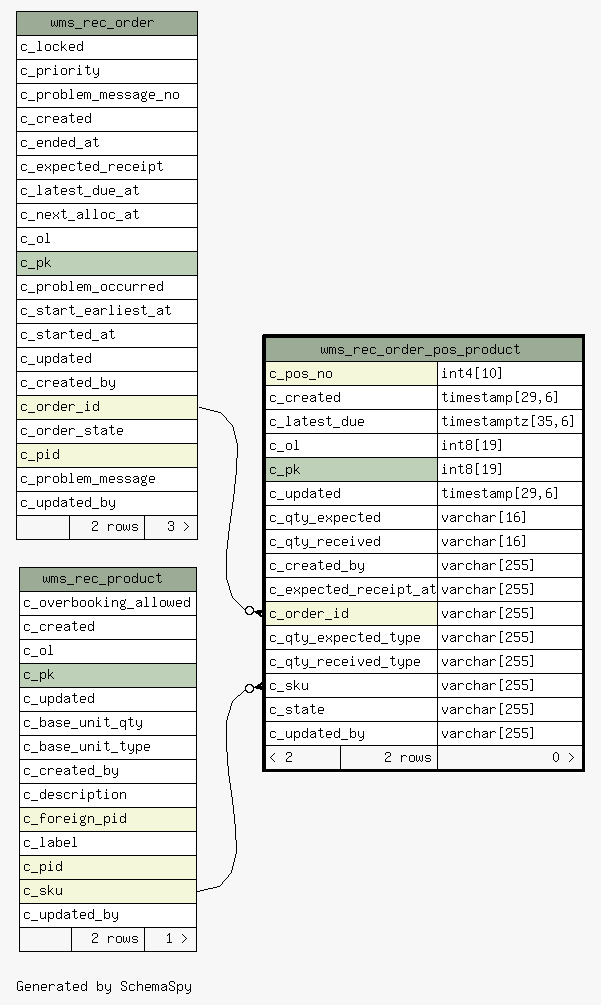 wms_rec_order
c_locked
c_priority
c_problem_message_no
c_created
c_ended_at
c_expected_receipt
c_latest_due_at
c_next_alloc_at
c_ol
c_pk
c_problem_occurred
c_start_earliest_at
c_started_at
c_updated
c_created_by
c_order_id
c_order_state
c_pid
c_problem_message
c_updated_by
2 rows 3 >
wms_rec_product
c_overbooking_allowed
c_created
c_ol
c_pk
c_updated
c_base_unit_qty
c_base_unit_type
c_created_by
c_description
c_foreign_pid
c_label
c_pid
c_sku
c_updated_by
2 rows 1 >
wms_rec_order_pos_product
c_pos_no int4[10]
c_created timestamp[29,6]
c_latest_due timestamptz[35,6]
c_ol int8[19]
c_pk int8[19]
c_updated timestamp[29,6]
c_qty_expected varchar[16]
c_qty_received varchar[16]
c_created_by varchar[255]
c_expected_receipt_at varchar[255]
c_order_id varchar[255]
c_qty_expected_type varchar[255]
c_qty_received_type varchar[255]
c_sku varchar[255]
c_state varchar[255]
c_updated_by varchar[255]
< 2 2 rows 0 >
Generated by SchemaSpy